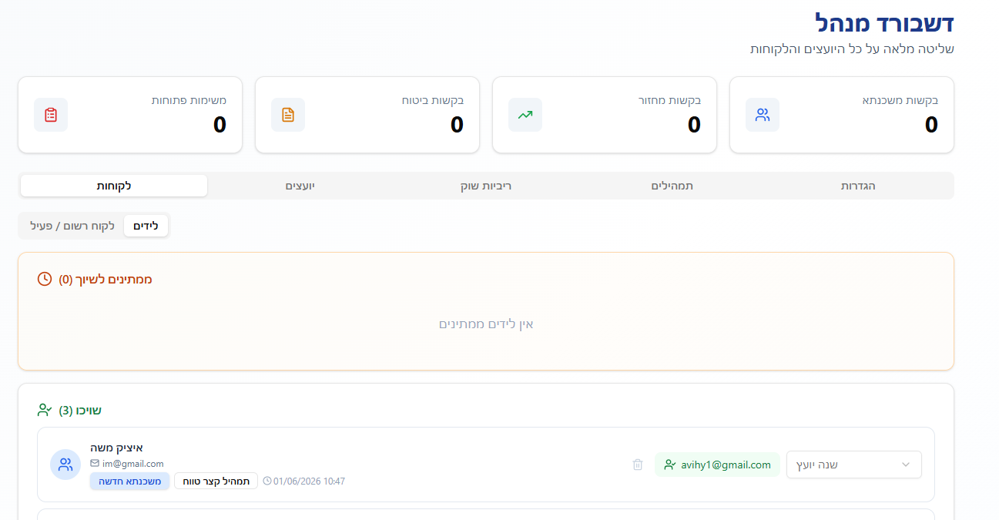 דשבורד מנהל
שליטה מלאה על כל היועצים והלקוחות
בקשות משכנתא
0
בקשות מחזור
0
בקשות ביטוח
0
משימות פתוחות
0
הגדרות
תמהילים
ריביות שוק
יועצים
לקוחות
לידים
לקוח רשום / פעיל
ממתינים לשיוך (0)
אין לידים ממתינים
שויכו (3)
איציק משה
im@gmail.com
משכנתא חדשה
תמהיל קצר טווח
01/06/2026 10:47
avihy1@gmail.com
שנה יועץ